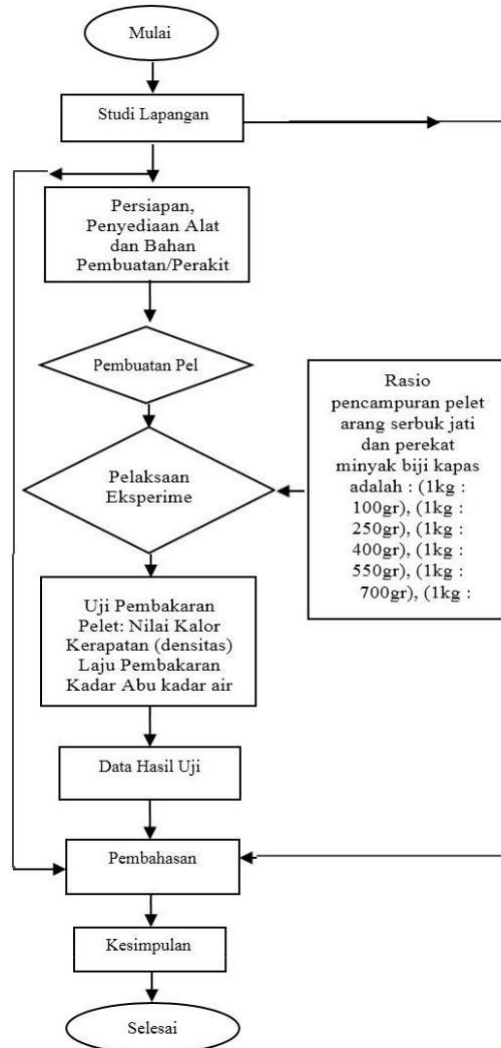 Mulai
Studi Lapangan
Persiapan,
Penyediaan Alat
dan Bahan
Pembuatan/Perakit
Pembuatan Pel
Pelaksaan
Eksperime
Rasio
pencampuran pelet
arang serbuk jati
dan perekat
minyak biji kapas
adalah : (1kg :
100gr), (1kg :
250gr), (1kg :
400gr), (1kg :
550gr), (1kg :
700gr), (1kg :
Uji Pembakaran
Pelet: Nilai Kalor
Kerapatan (densitas)
Laju Pembakaran
Kadar Abu kadar air
Data Hasil Uji
Pembahasan
Kesimpulan
Selesai